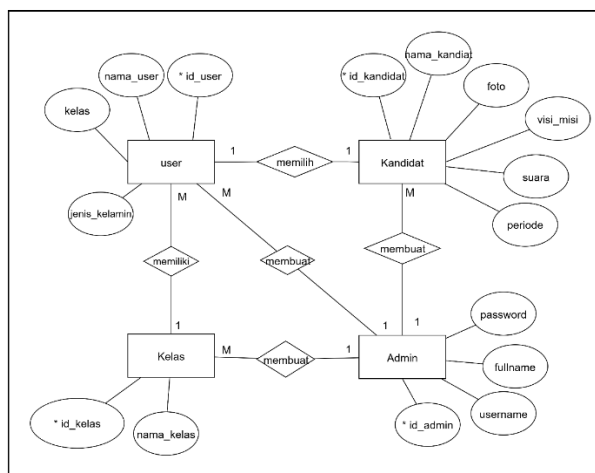 nama_kandiat
nama_user
* id_user
* id_kandidat
foto
kelas
visi_misi
user
1
memilih
1
Kandidat
suara
M
M
M
jenis_kelamin
periode
membuat
memiliki
membuat
password
1
1
1
Kelas
M
membuat
1
Admin
fullname
username
* id_kelas
nama_kelas
* id_admin